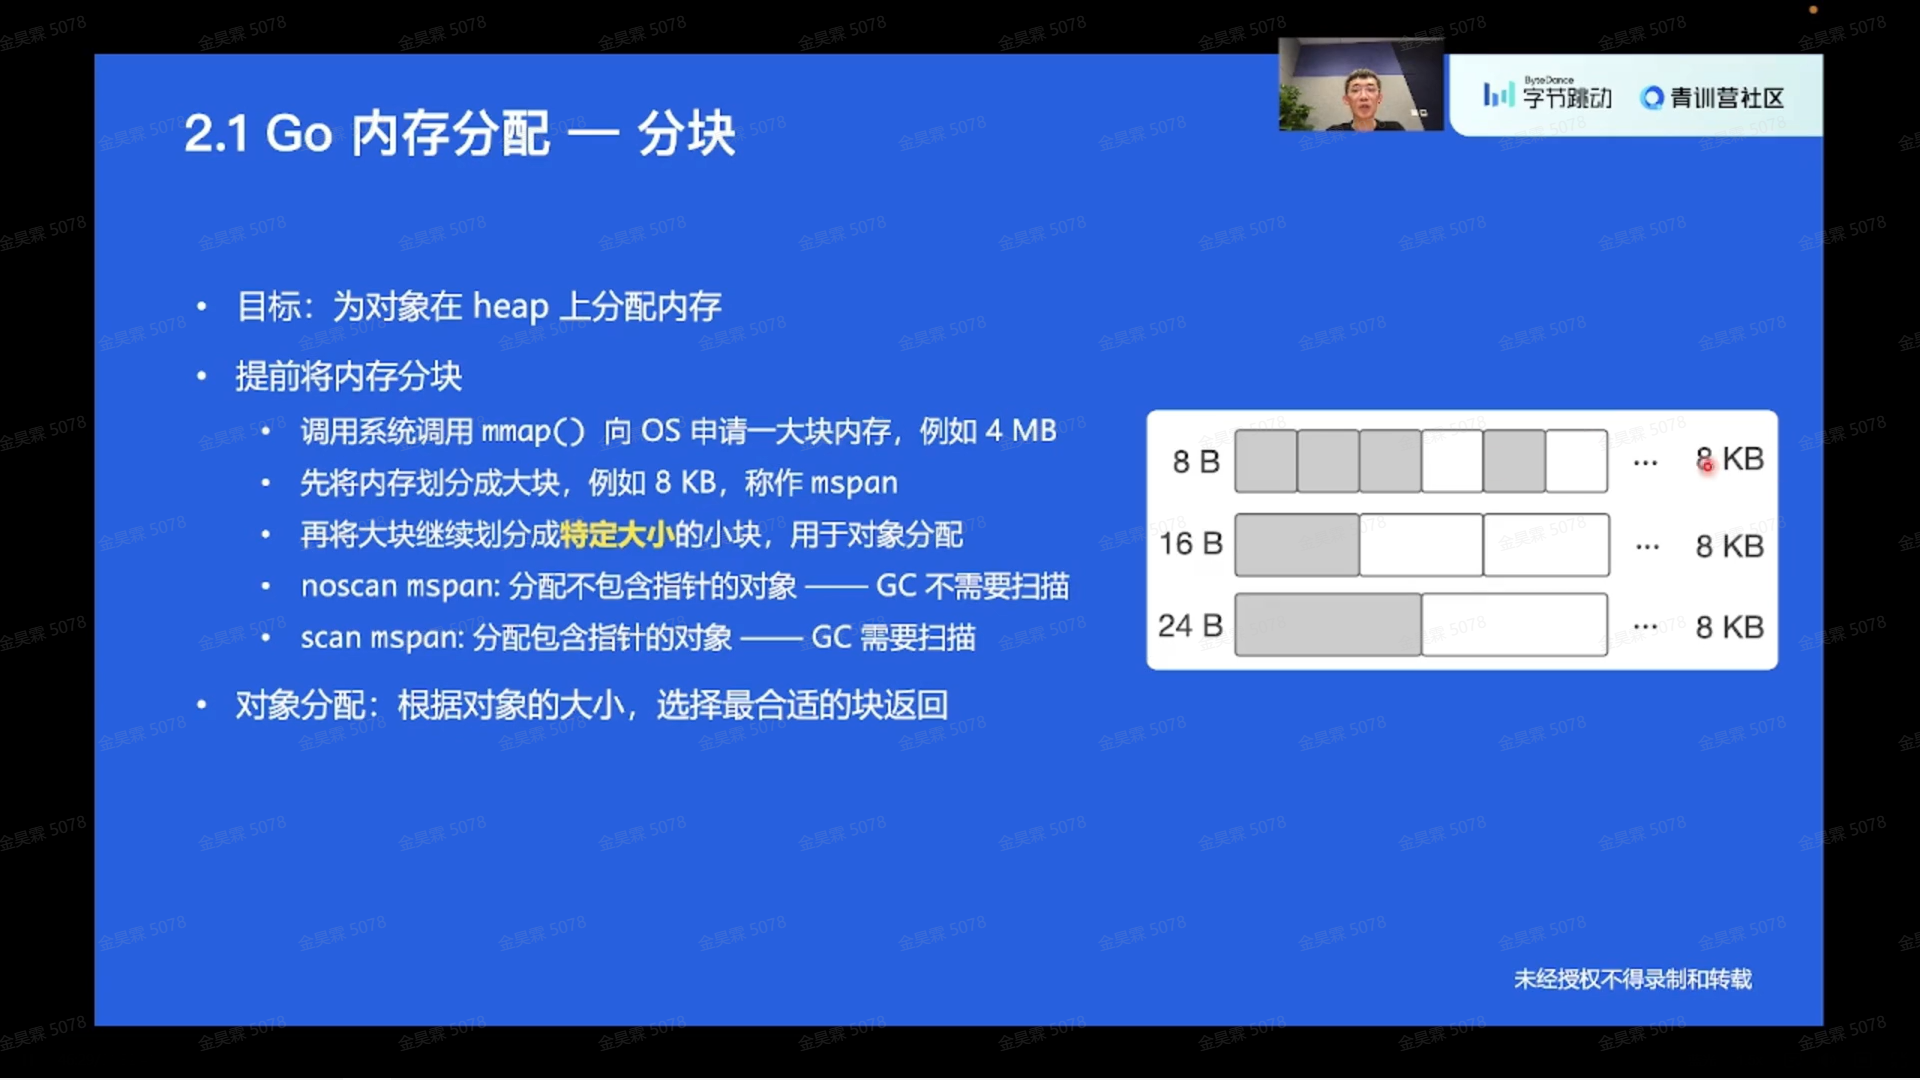 ByteDance
字节跳动
青训营社区
2.1 Go 内存分配 — 分块
• 目标：为对象在 heap 上分配内存
• 提前将内存分块
• 调用系统调用 mmap() 向 OS 申请一大块内存，例如 4 MB
• 先将内存划分成大块，例如 8 KB，称作 mspan
• 再将大块继续划分成特定大小的小块，用于对象分配
• noscan mspan: 分配不包含指针的对象 —— GC 不需要扫描
• scan mspan: 分配包含指针的对象 —— GC 需要扫描
• 对象分配：根据对象的大小，选择最合适的块返回
8 B ... 8 KB
16 B ... 8 KB
24 B ... 8 KB
未经授权不得录制和转载
金昊霖 5078